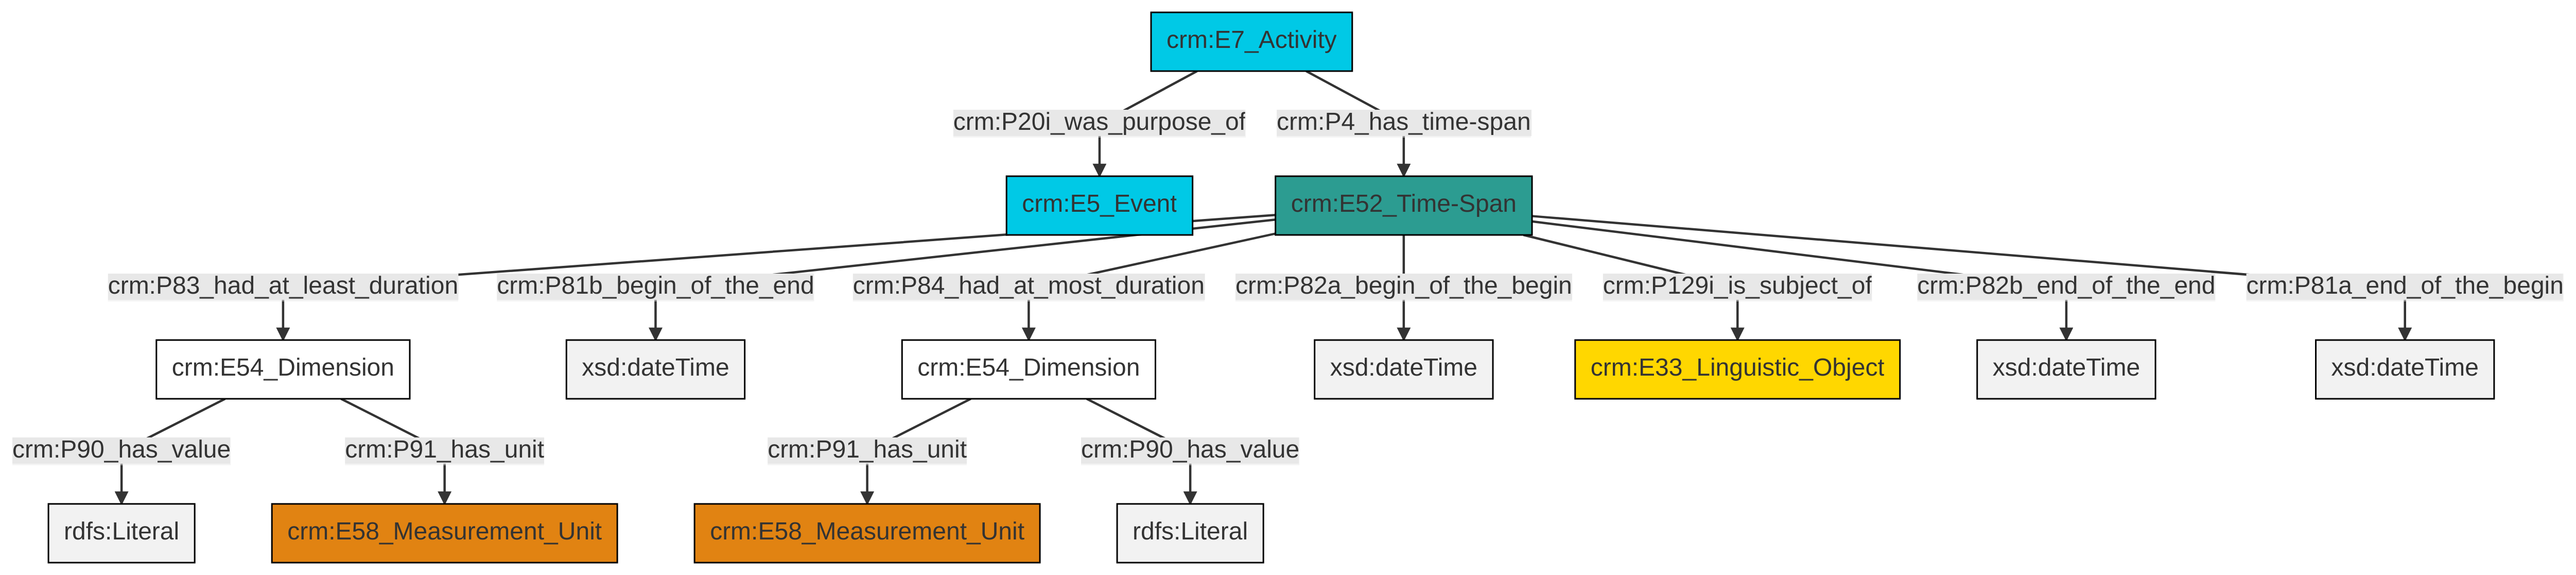 crm:E7_Activity
crm:P20i_was_purpose_of
crm:P4_has_time-span
crm:E5_Event
crm:E52_Time-Span
crm:P83_had_at_least_duration
crm:P81b_begin_of_the_end
crm:P84_had_at_most_duration
crm:P82a_begin_of_the_begin
crm:P129i_is_subject_of
crm:P82b_end_of_the_end
crm:P81a_end_of_the_begin
crm:E54_Dimension
xsd:dateTime
crm:E54_Dimension
xsd:dateTime
crm:E33_Linguistic_Object
xsd:dateTime
xsd:dateTime
crm:P90_has_value
crm:P91_has_unit
crm:P91_has_unit
crm:P90_has_value
rdfs:Literal
crm:E58_Measurement_Unit
crm:E58_Measurement_Unit
rdfs:Literal